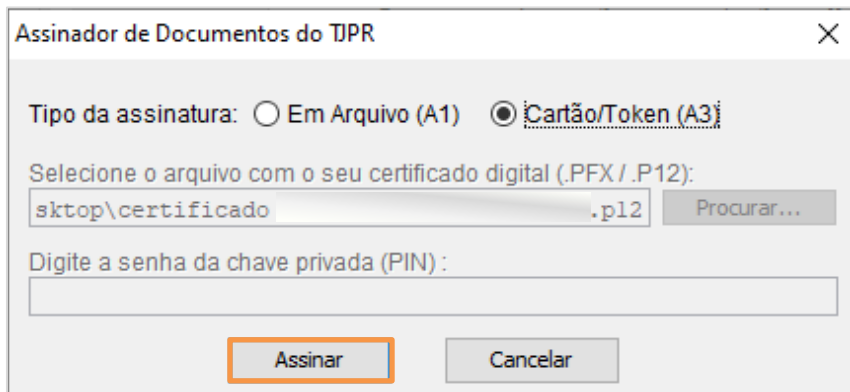 Assinador de Documentos do TJPR
Tipo da assinatura: Em Arquivo (A1) Cartão/Token (A3)
Selecione o arquivo com o seu certificado digital (.PFX / .P12):
sktop\certificado .p12 Procurar...
Digite a senha da chave privada (PIN) :
Assinar Cancelar